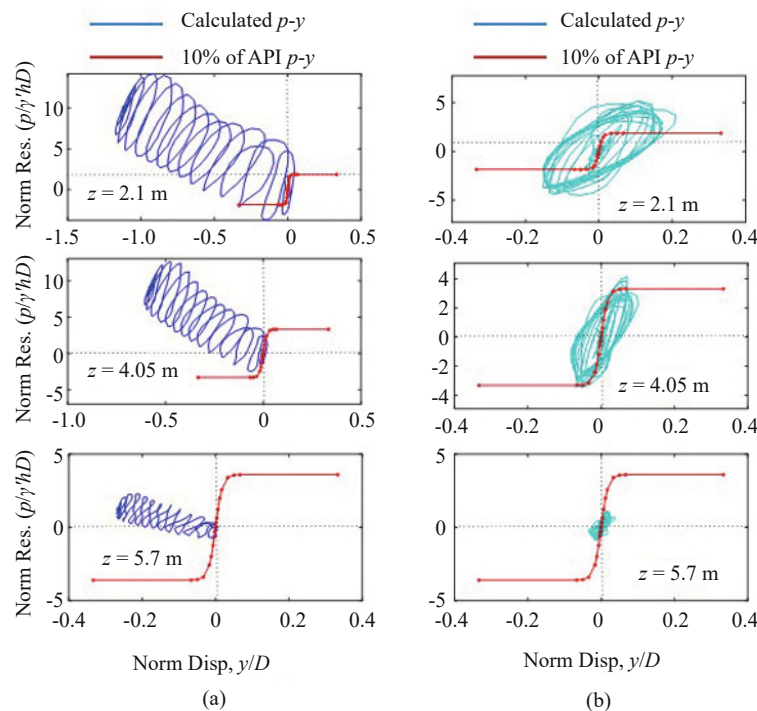 Calculated p-y
10% of API p-y
Calculated p-y
10% of API p-y
Norm Res. (p/γ'hD)
10
5
0
z = 2.1 m
-1.5 -1.0 -0.5 0 0.5
5
0
-5
z = 2.1 m
-0.4 -0.2 0 0.2 0.4
Norm Res. (p/γ'hD)
10
5
0
-5
z = 4.05 m
-1.0 -0.5 0 0.5
4
2
0
-2
-4
z = 4.05 m
-0.4 -0.2 0 0.2 0.4
Norm Res. (p/γ'hD)
5
0
-5
z = 5.7 m
-0.4 -0.2 0 0.2 0.4
5
0
-5
z = 5.7 m
-0.4 -0.2 0 0.2 0.4
Norm Disp, y/D
Norm Disp, y/D
(a)
(b)